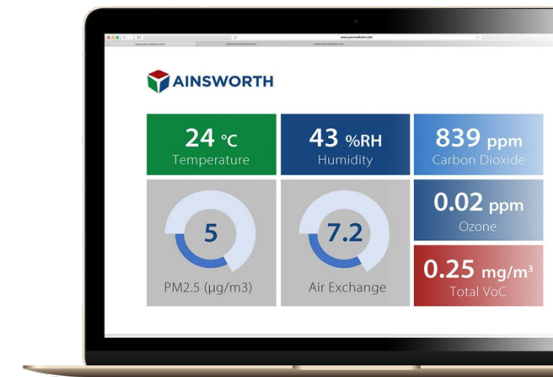 AINSWORTH
24 °C
Temperature
43 %RH
Humidity
839 ppm
Carbon Dioxide
5
PM2.5 (µg/m3)
7.2
Air Exchange
0.02 ppm
Ozone
0.25 mg/m³
Total VoC